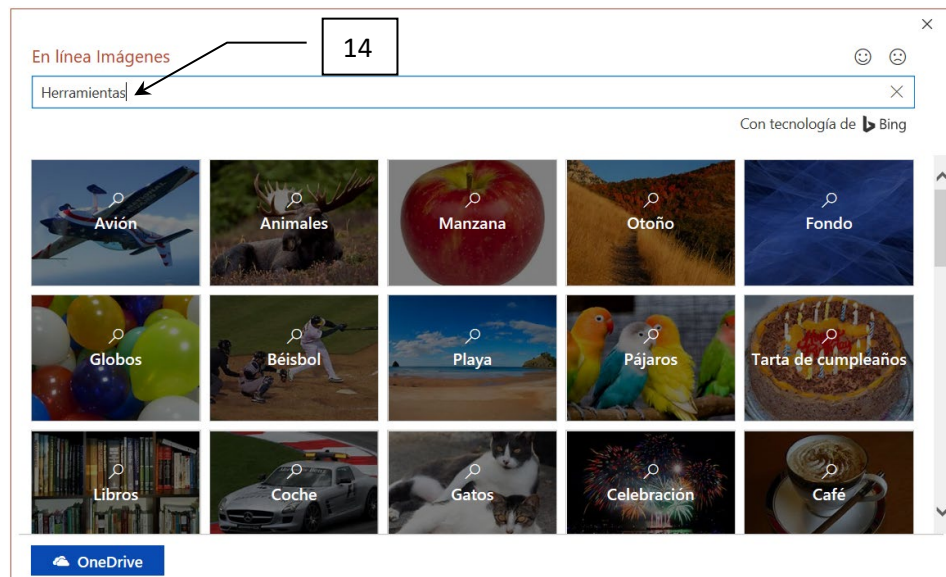 14
En línea Imágenes
Herramientas
Con tecnología de Bing
Avión Animales Manzana Otoño Fondo
Globos Béisbol Playa Pájaros Tarta de cumpleaños
Libros Coche Gatos Celebración Café
OneDrive